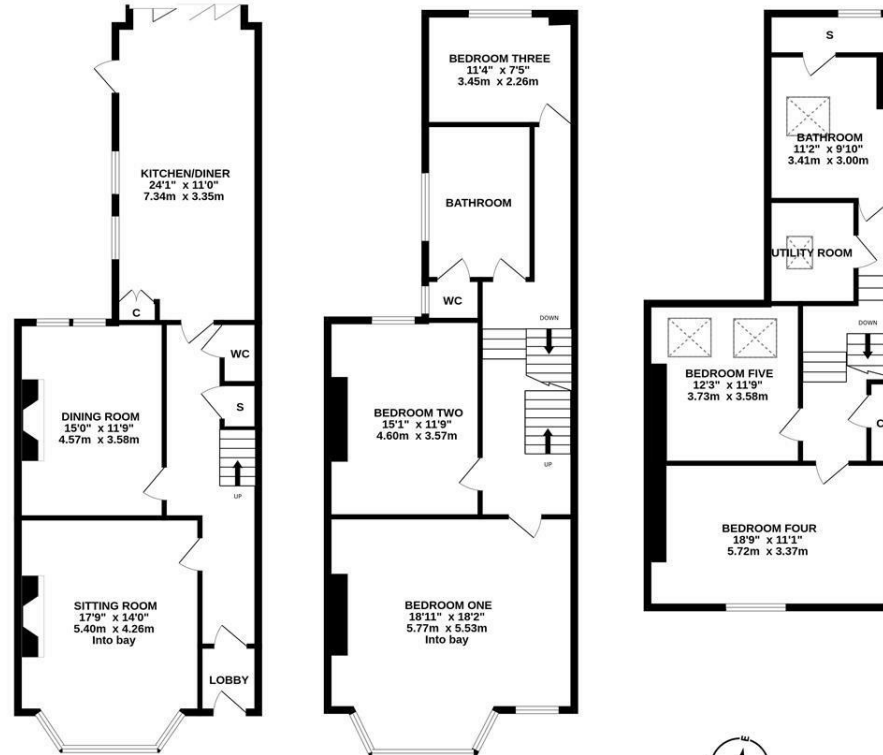 KITCHEN/DINER
24'1" x 11'0"
7.34m x 3.35m
C
WC
S
DINING ROOM
15'0" x 11'9"
4.57m x 3.58m
UP
SITTING ROOM
17'9" x 14'0"
5.40m x 4.26m
Into bay
LOBBY
BEDROOM THREE
11'4" x 7'5"
3.45m x 2.26m
BATHROOM
WC
DOWN
BEDROOM TWO
15'1" x 11'9"
4.60m x 3.57m
UP
BEDROOM ONE
18'11" x 18'2"
5.77m x 5.53m
Into bay
S
BATHROOM
11'2" x 9'10"
3.41m x 3.00m
UTILITY ROOM
DOWN
BEDROOM FIVE
12'3" x 11'9"
3.73m x 3.58m
C
BEDROOM FOUR
18'9" x 11'1"
5.72m x 3.37m
E